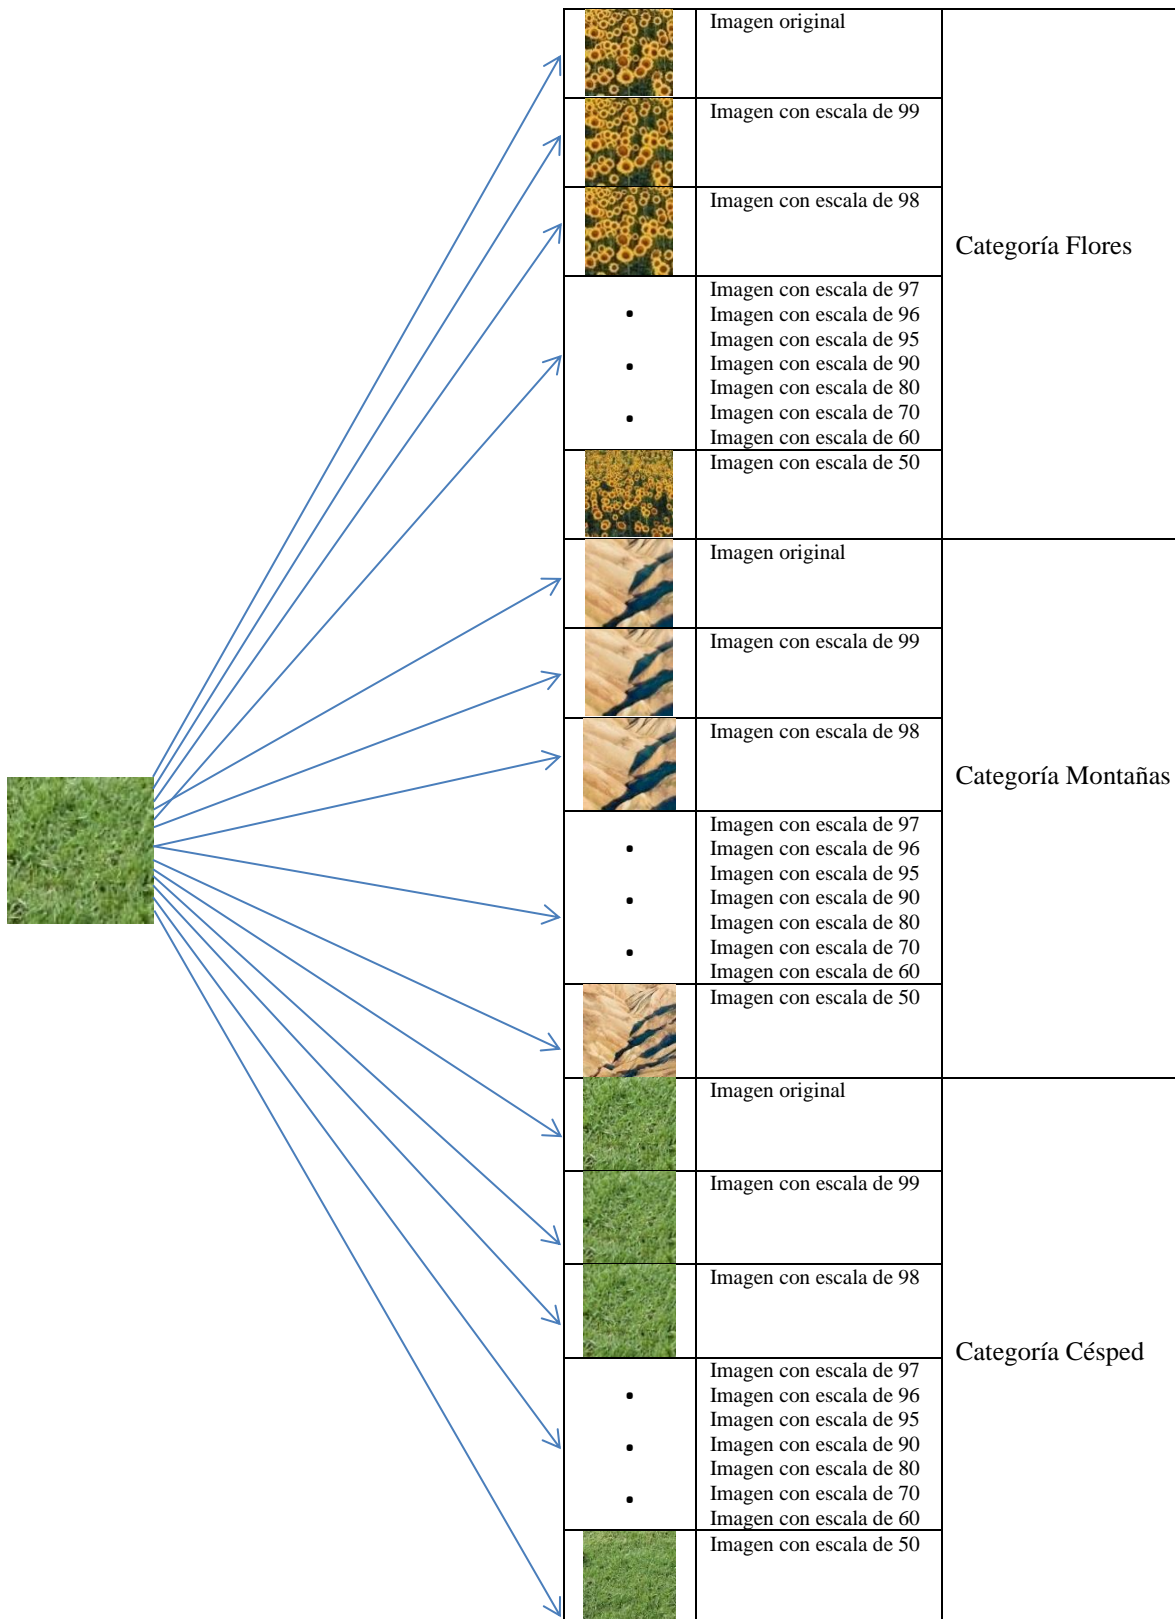 Imagen original
Imagen con escala de 99
Imagen con escala de 98
Imagen con escala de 97
Imagen con escala de 96
Imagen con escala de 95
Imagen con escala de 90
Imagen con escala de 80
Imagen con escala de 70
Imagen con escala de 60
Imagen con escala de 50
Categoría Flores
Imagen original
Imagen con escala de 99
Imagen con escala de 98
Imagen con escala de 97
Imagen con escala de 96
Imagen con escala de 95
Imagen con escala de 90
Imagen con escala de 80
Imagen con escala de 70
Imagen con escala de 60
Imagen con escala de 50
Categoría Montañas
Imagen original
Imagen con escala de 99
Imagen con escala de 98
Imagen con escala de 97
Imagen con escala de 96
Imagen con escala de 95
Imagen con escala de 90
Imagen con escala de 80
Imagen con escala de 70
Imagen con escala de 60
Imagen con escala de 50
Categoría Césped